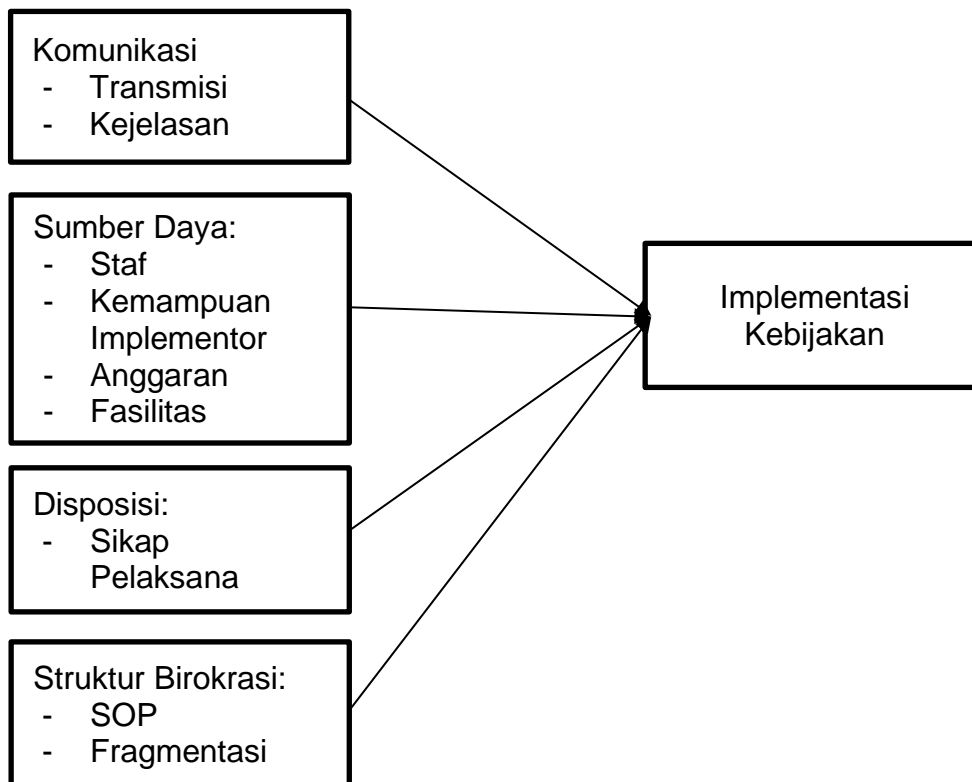 Komunikasi
- Transmisi
- Kejelasan
Sumber Daya:
- Staf
- Kemampuan
Implementor
- Anggaran
- Fasilitas
Disposisi:
- Sikap
Pelaksana
Struktur Birokrasi:
- SOP
- Fragmentasi
Implementasi
Kebijakan